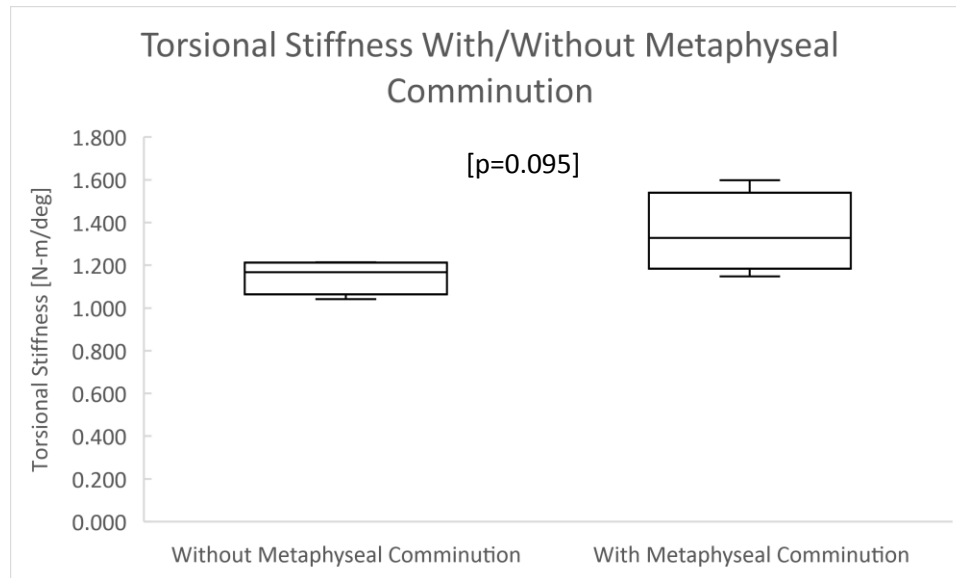 Torsional Stiffness With/Without Metaphyseal
Comminution
[p=0.095]
Torsional Stiffness [N-m/deg]
1.800
1.600
1.400
1.200
1.000
0.800
0.600
0.400
0.200
0.000
Without Metaphyseal Comminution
With Metaphyseal Comminution